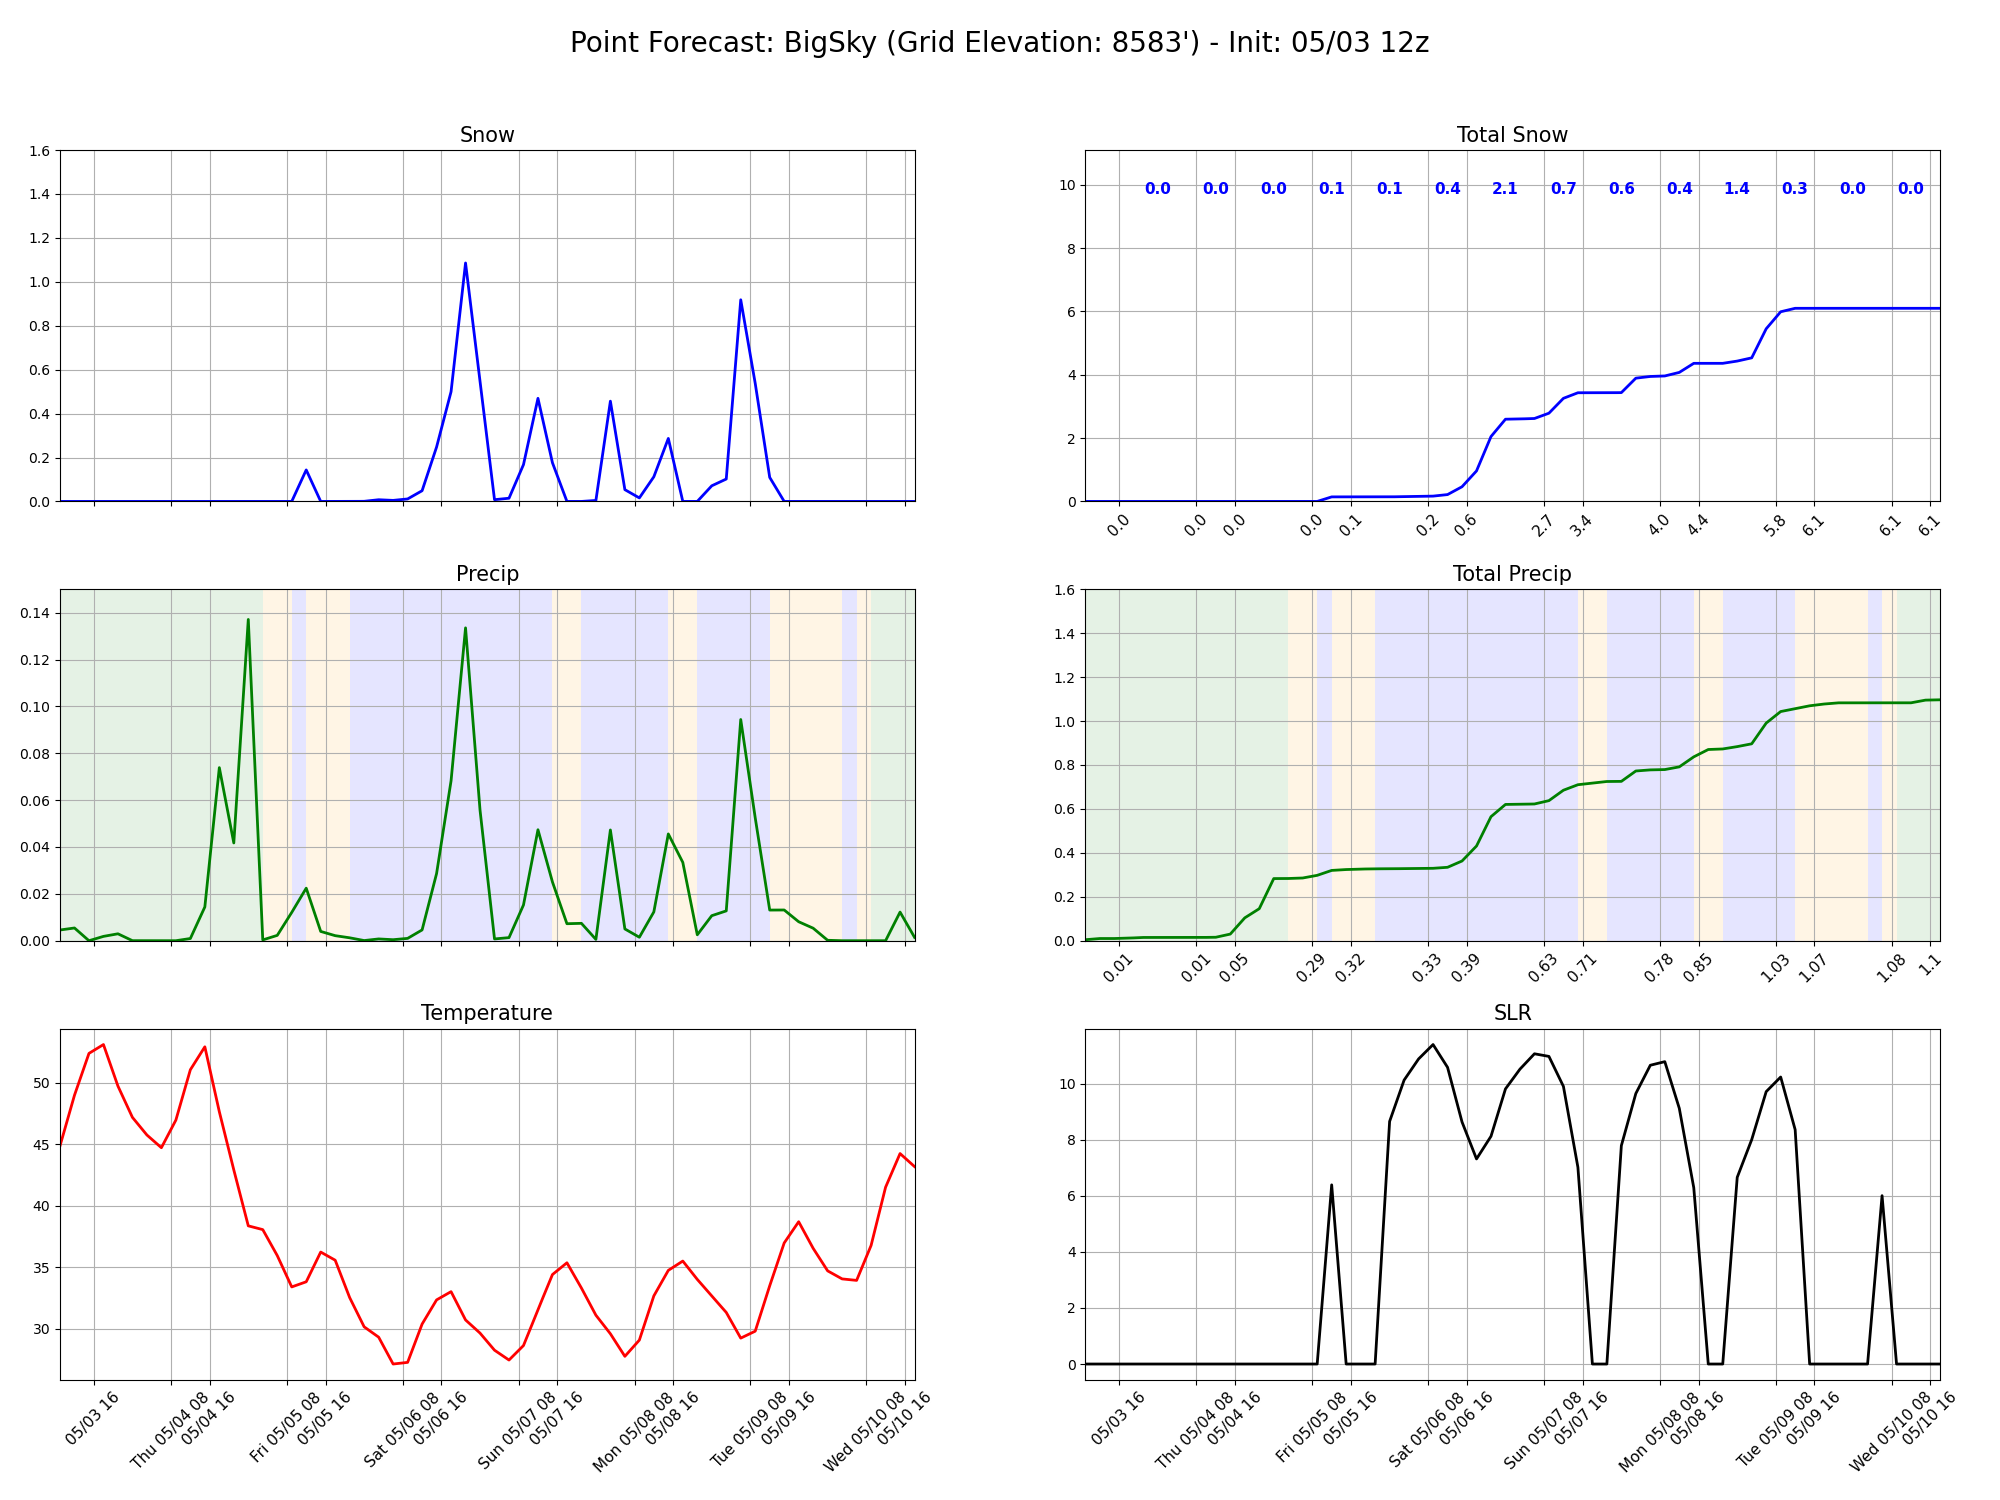 Point Forecast: BigSky (Grid Elevation: 8583') - Init: 05/03 12z
Snow
1.6
1.4
1.2
1.0
0.8
0.6
0.4
0.2
0.0
Total Snow
10
8
6
4
2
0
0.0 0.0 0.0 0.1 0.1 0.4 2.1 0.7 0.6 0.4 1.4 0.3 0.0 0.0
0.0 0.0 0.0 0.0 0.1 0.2 0.6 2.7 3.4 4.0 4.4 5.8 6.1 6.1 6.1
Precip
0.14
0.12
0.10
0.08
0.06
0.04
0.02
0.00
Total Precip
1.6
1.4
1.2
1.0
0.8
0.6
0.4
0.2
0.0
0.01 0.01 0.05 0.29 0.32 0.33 0.39 0.63 0.71 0.78 0.85 1.03 1.07 1.08 1.1
Temperature
50
45
40
35
30
05/03 16
Thu 05/04 08
05/04 16
Fri 05/05 08
05/05 16
Sat 05/06 08
05/06 16
Sun 05/07 08
05/07 16
Mon 05/08 08
05/08 16
Tue 05/09 08
05/09 16
Wed 05/10 08
05/10 16
SLR
10
8
6
4
2
0
05/03 16
Thu 05/04 08
05/04 16
Fri 05/05 08
05/05 16
Sat 05/06 08
05/06 16
Sun 05/07 08
05/07 16
Mon 05/08 08
05/08 16
Tue 05/09 08
05/09 16
Wed 05/10 08
05/10 16